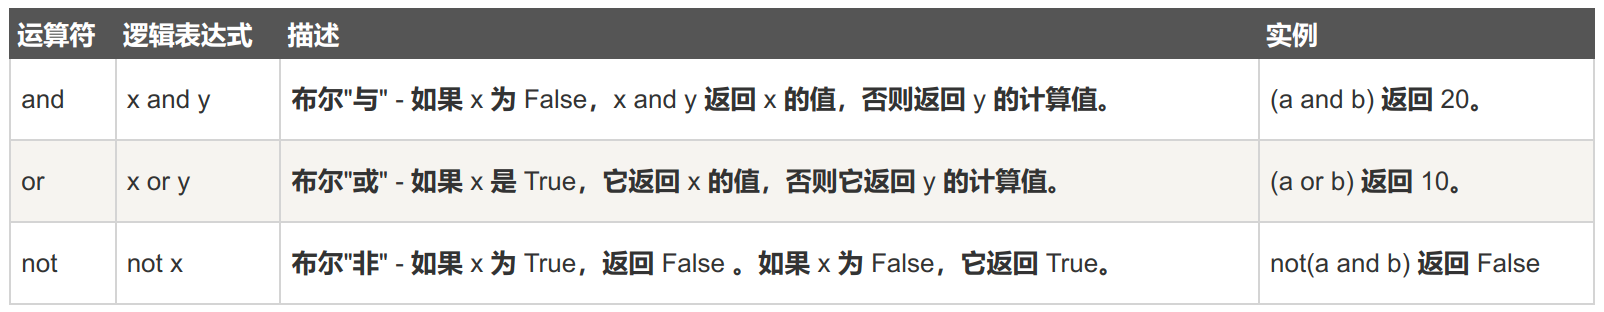 运算符 逻辑表达式 描述 实例
and x and y 布尔"与" - 如果 x 为 False，x and y 返回 x 的值，否则返回 y 的计算值。 (a and b) 返回 20。
or x or y 布尔"或" - 如果 x 是 True，它返回 x 的值，否则它返回 y 的计算值。 (a or b) 返回 10。
not not x 布尔"非" - 如果 x 为 True，返回 False 。如果 x 为 False，它返回 True。 not(a and b) 返回 False